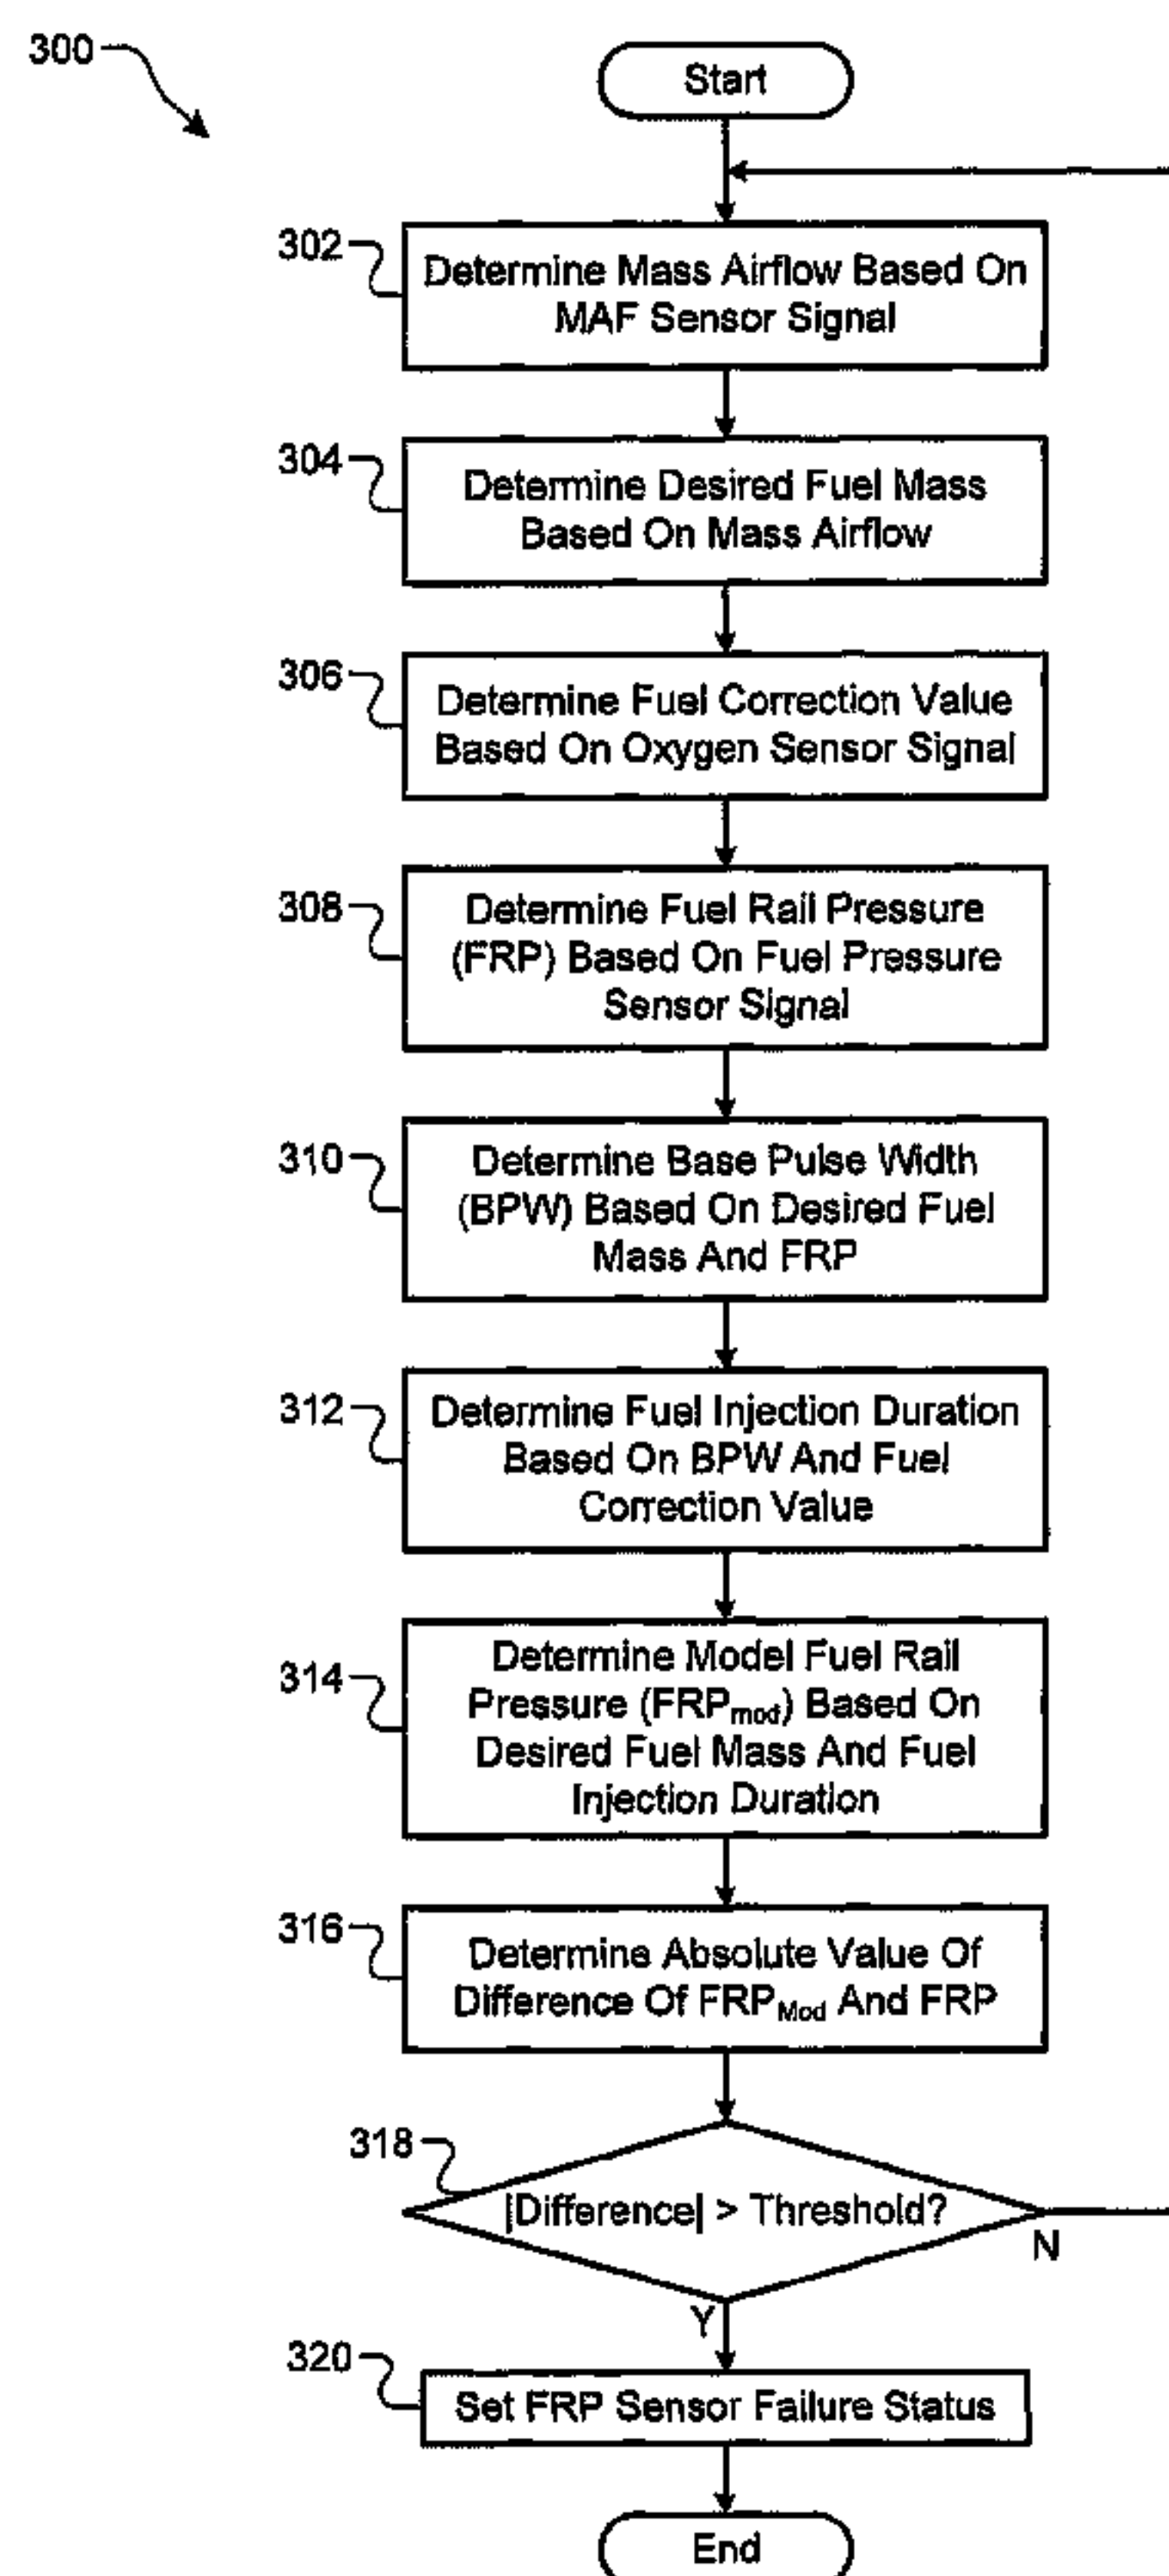 300
Start
302
Determine Mass Airflow Based On
MAF Sensor Signal
304
Determine Desired Fuel Mass
Based On Mass Airflow
306
Determine Fuel Correction Value
Based On Oxygen Sensor Signal
308
Determine Fuel Rail Pressure
(FRP) Based On Fuel Pressure
Sensor Signal
310
Determine Base Pulse Width
(BPW) Based On Desired Fuel
Mass And FRP
312
Determine Fuel Injection Duration
Based On BPW And Fuel
Correction Value
314
Determine Model Fuel Rail
Pressure (FRPmod) Based On
Desired Fuel Mass And Fuel
Injection Duration
316
Determine Absolute Value Of
Difference Of FRPMod And FRP
318
|Difference| > Threshold?
N
Y
320
Set FRP Sensor Failure Status
End